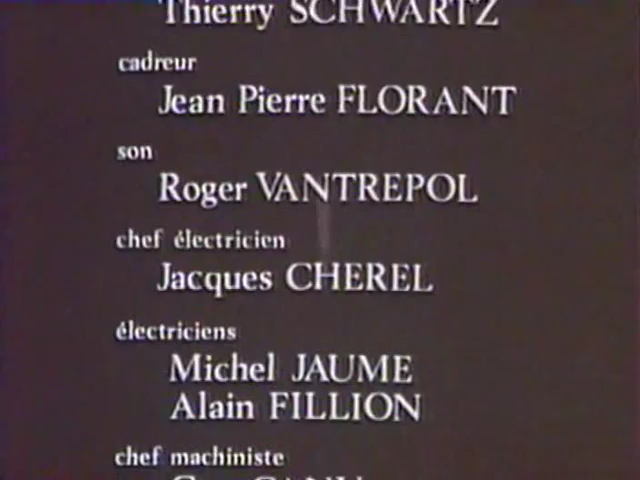 Thierry SCHWARTZ
cadreur
Jean Pierre FLORANT
son
Roger VANTREPOL
chef électricien
Jacques CHEREL
électriciens
Michel JAUME
Alain FILLION
chef machiniste